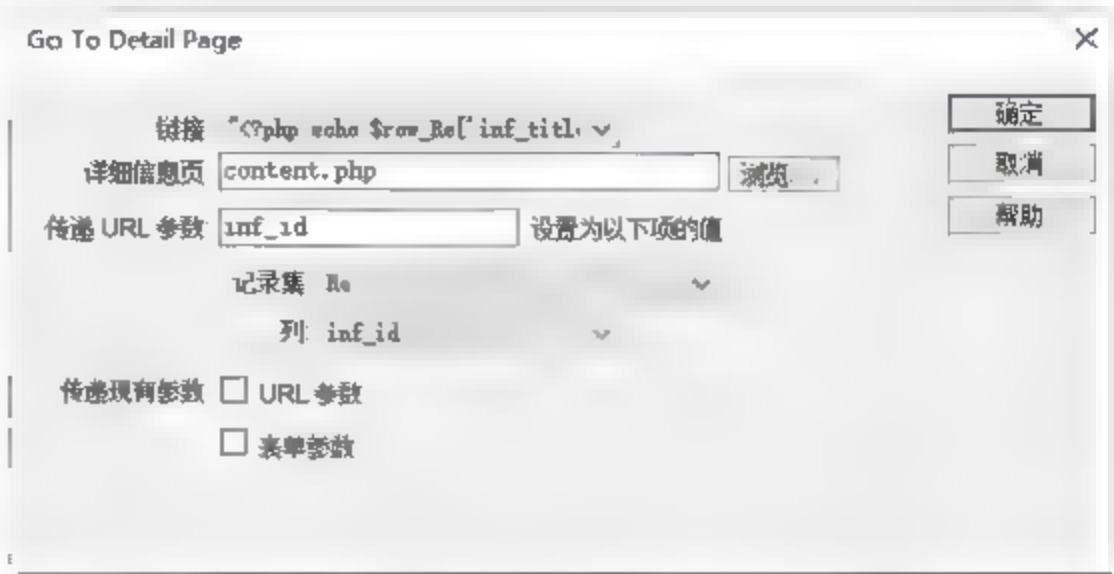 Go To Detail Page
链接 "<?php echo $row_Re['inf_titl
确定
详细信息页 content.php 浏览...
取消
传递 URL 参数 inf_id 设置为以下项的值
帮助
记录集 Re
列: inf_id
传递现有参数 URL 参数
表单参数